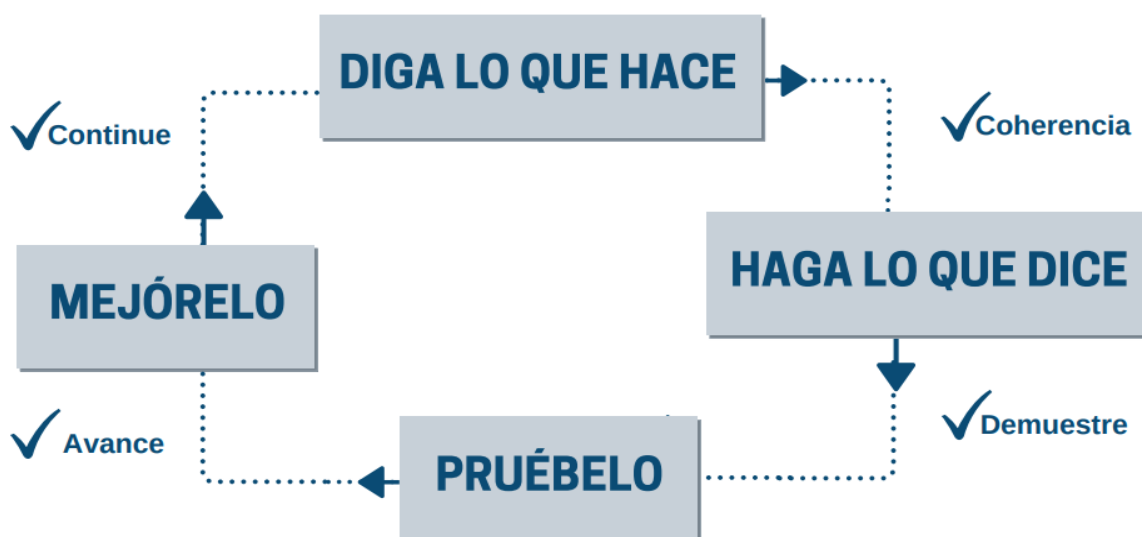 DIGA LO QUE HACE
Continue
Coherencia
HAGA LO QUE DICE
MEJÓRELO
Avance
Demuestre
PRUÉBELO